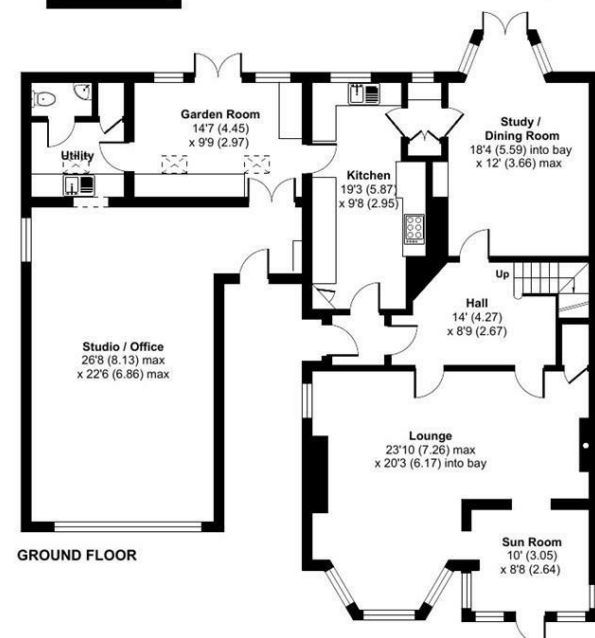 Garden Room
14'7 (4.45)
x 9'9 (2.97)
Study /
Dining Room
18'4 (5.59) into bay
x 12' (3.66) max
Utility
Kitchen
19'3 (5.87)
x 9'8 (2.95)
Up
Hall
14' (4.27)
x 8'9 (2.67)
Studio / Office
26'8 (8.13) max
x 22'6 (6.86) max
Lounge
23'10 (7.26) max
x 20'3 (6.17) into bay
Sun Room
10' (3.05)
x 8'8 (2.64)
GROUND FLOOR